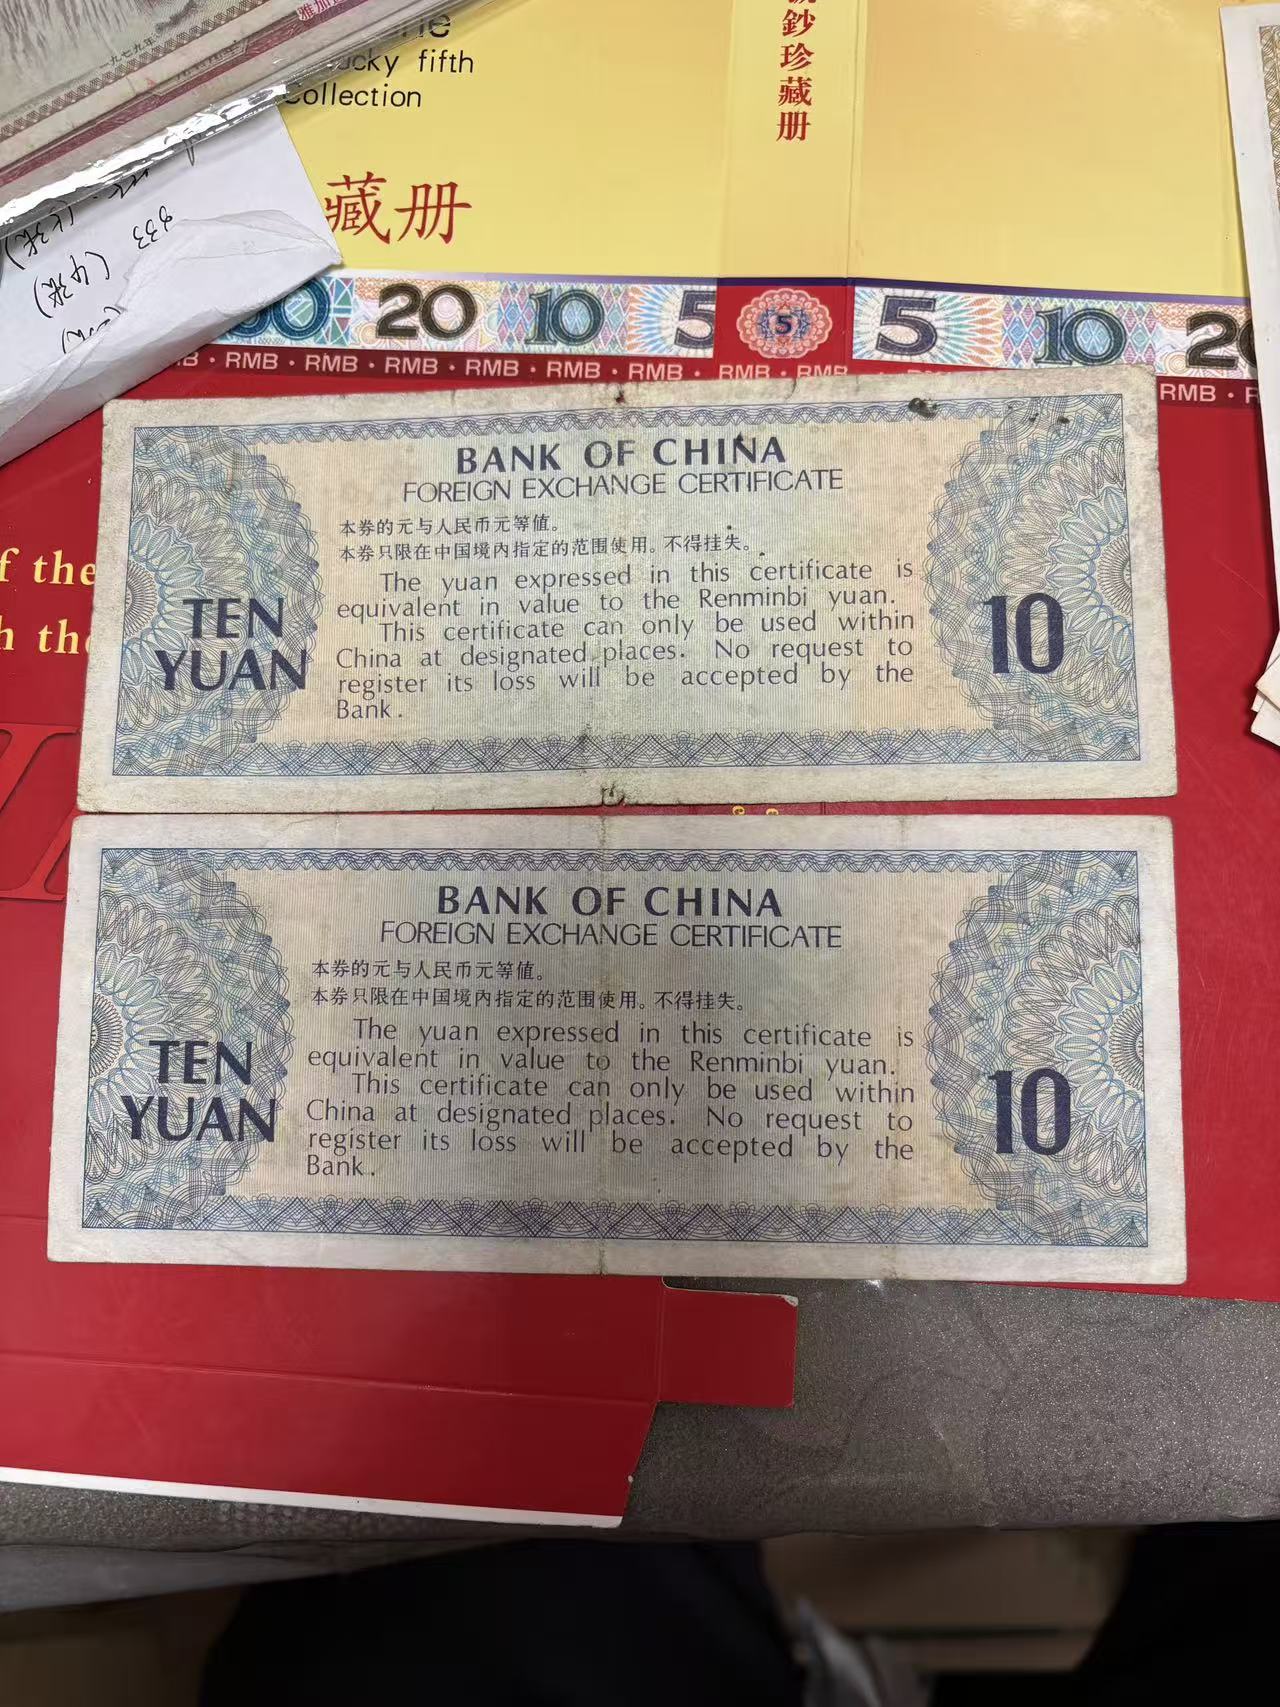 一九七九年
ucky fifth
Collection
鈔珍藏册
藏册
20 10 5 5 5 10 20
RMB · RMB · RMB · RMB · RMB · RMB · RMB · RMB
RMB
f the
h the
BANK OF CHINA
FOREIGN EXCHANGE CERTIFICATE
本券的元与人民币元等值。
本券只限在中国境内指定的范围使用。不得挂失。
The yuan expressed in this certificate is
equivalent in value to the Renminbi yuan.
This certificate can only be used within
China at designated places. No request to
register its loss will be accepted by the
Bank.
TEN
YUAN
10
BANK OF CHINA
FOREIGN EXCHANGE CERTIFICATE
本券的元与人民币元等值。
本券只限在中国境内指定的范围使用。不得挂失。
The yuan expressed in this certificate is
equivalent in value to the Renminbi yuan.
This certificate can only be used within
China at designated places. No request to
register its loss will be accepted by the
Bank.
TEN
YUAN
10